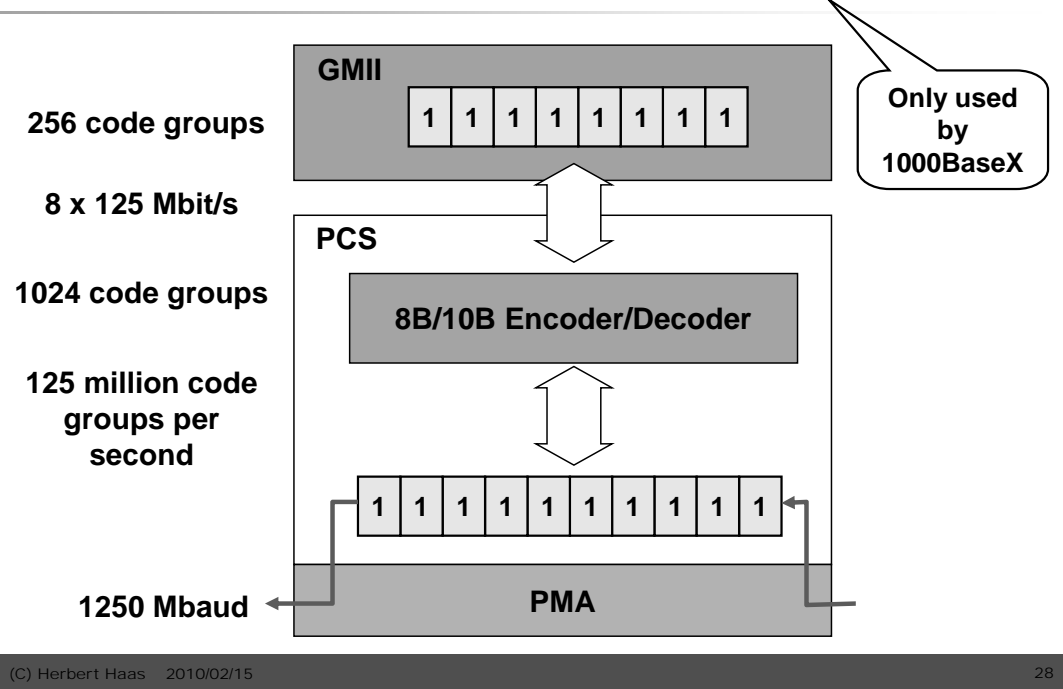 GMII
1 1 1 1 1 1 1 1
Only used
by
1000BaseX
256 code groups
8 x 125 Mbit/s
PCS
1024 code groups
8B/10B Encoder/Decoder
125 million code
groups per
second
1 1 1 1 1 1 1 1 1 1
1250 Mbaud
PMA
(C) Herbert Haas 2010/02/15
28